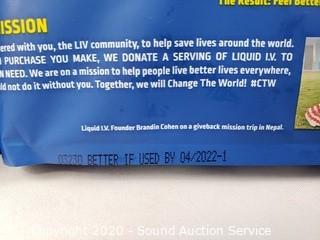 The Result: Feel Better
MISSION
ered with you, the LIV community, to help save lives around the world.
PURCHASE YOU MAKE, WE DONATE A SERVING OF LIQUID I.V. TO
N NEED. We are on a mission to help people live better lives everywhere,
uld not do it without you. Together, we will Change The World! #CTW
Liquid I.V. Founder Brandin Cohen on a giveback mission trip in Nepal.
03230 BETTER IF USED BY 04/2022-1
Copyright 2020 - Sound Auction Service